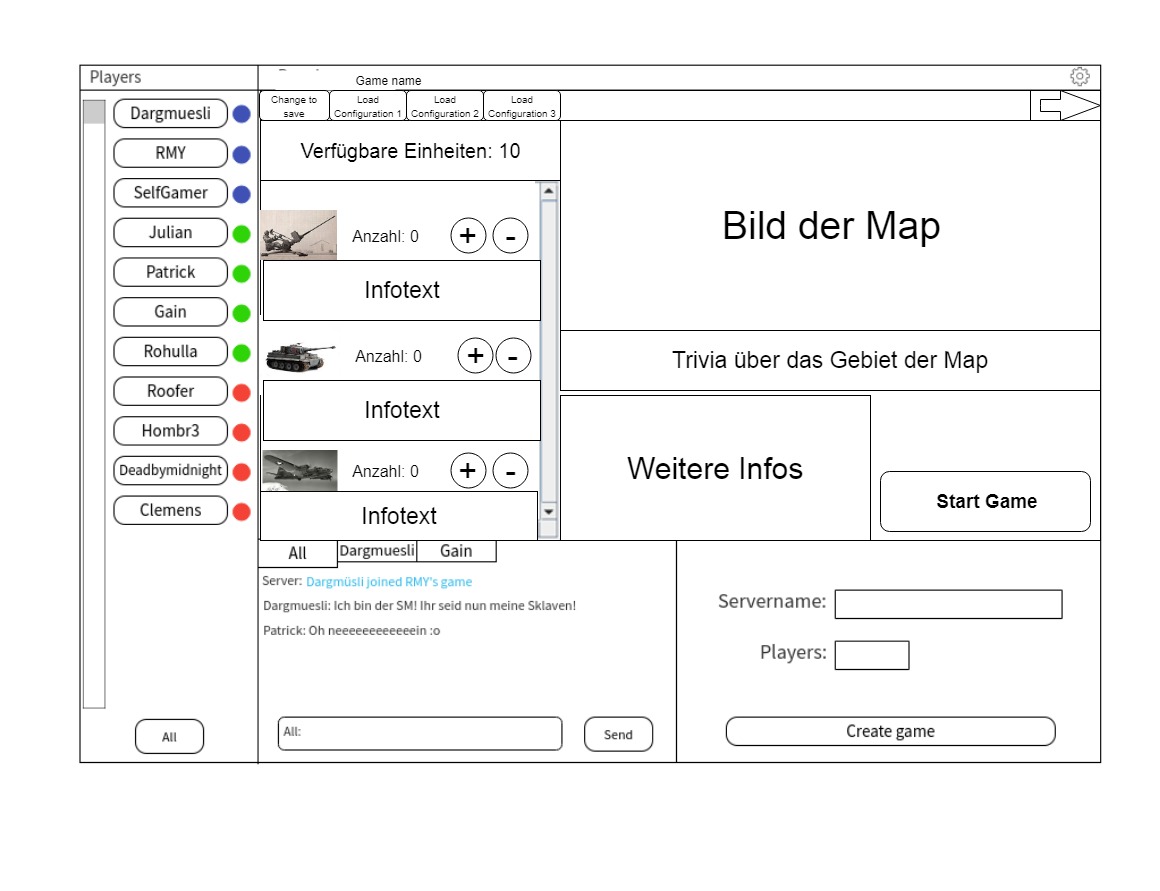 Players
Game name
Change to
save
Load
Configuration 1
Load
Configuration 2
Load
Configuration 3
Dargmuesli
RMY
SelfGamer
Julian
Patrick
Gain
Rohulla
Roofer
Hombr3
Deadbymidnight
Clemens
All
Verfügbare Einheiten: 10
Anzahl: 0
+
-
Infotext
Anzahl: 0
+
-
Infotext
Anzahl: 0
+
-
Infotext
Bild der Map
Trivia über das Gebiet der Map
Weitere Infos
Start Game
All
Dargmuesli
Gain
Server: Dargmüsli joined RMY's game
Dargmuesli: Ich bin der SM! Ihr seid nun meine Sklaven!
Patrick: Oh neeeeeeeeeeeein :o
All:
Send
Servername:
Players:
Create game